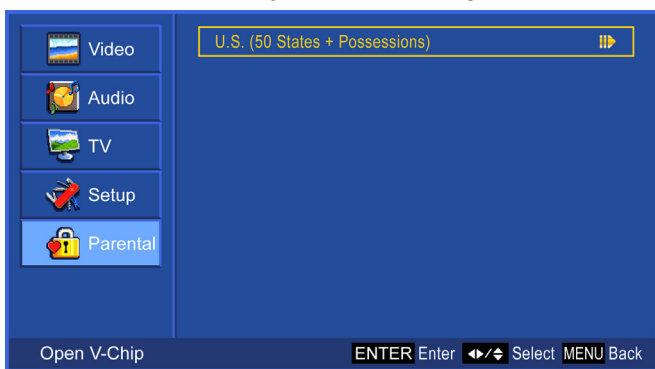 Video
Audio
TV
Setup
Parental
U.S. (50 States + Possessions)
Open V-Chip
ENTER Enter Select MENU Back